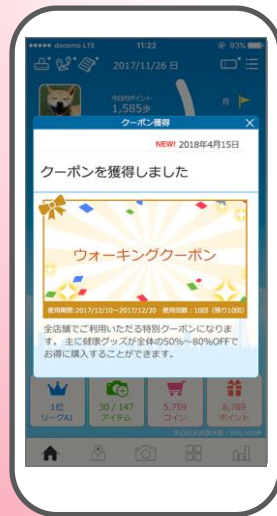 docomo LTE 11:22 93%
2017/11/26 日
今日のポイント
1,585歩
月
クーポン獲得
NEW! 2018年4月15日
クーポンを獲得しました
ウォーキングクーポン
使用期間:2017/12/10~2017/12/30 使用回数:10回(残り10回)
全店舗でご利用いただける特別クーポンになりま
す。 主に健康グッズが全体の50%~80%OFFで
お得に購入することができます。
1位 30 / 147 5,759 6,789
リーグA1 アイテム コイン ポイント